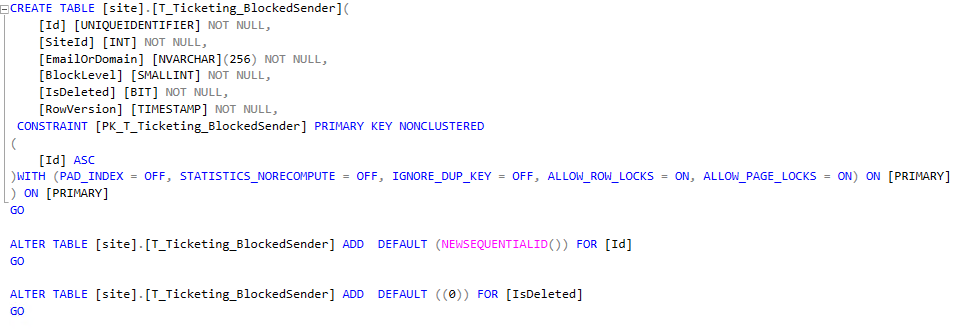 CREATE TABLE [site].[T_Ticketing_BlockedSender](
    [Id] [UNIQUEIDENTIFIER] NOT NULL,
    [SiteId] [INT] NOT NULL,
    [EmailOrDomain] [NVARCHAR](256) NOT NULL,
    [BlockLevel] [SMALLINT] NOT NULL,
    [IsDeleted] [BIT] NOT NULL,
    [RowVersion] [TIMESTAMP] NOT NULL,
 CONSTRAINT [PK_T_Ticketing_BlockedSender] PRIMARY KEY NONCLUSTERED
(
    [Id] ASC
)WITH (PAD_INDEX = OFF, STATISTICS_NORECOMPUTE = OFF, IGNORE_DUP_KEY = OFF, ALLOW_ROW_LOCKS = ON, ALLOW_PAGE_LOCKS = ON) ON [PRIMARY]
) ON [PRIMARY]
GO

ALTER TABLE [site].[T_Ticketing_BlockedSender] ADD  DEFAULT (NEWSEQUENTIALID()) FOR [Id]
GO

ALTER TABLE [site].[T_Ticketing_BlockedSender] ADD  DEFAULT ((0)) FOR [IsDeleted]
GO